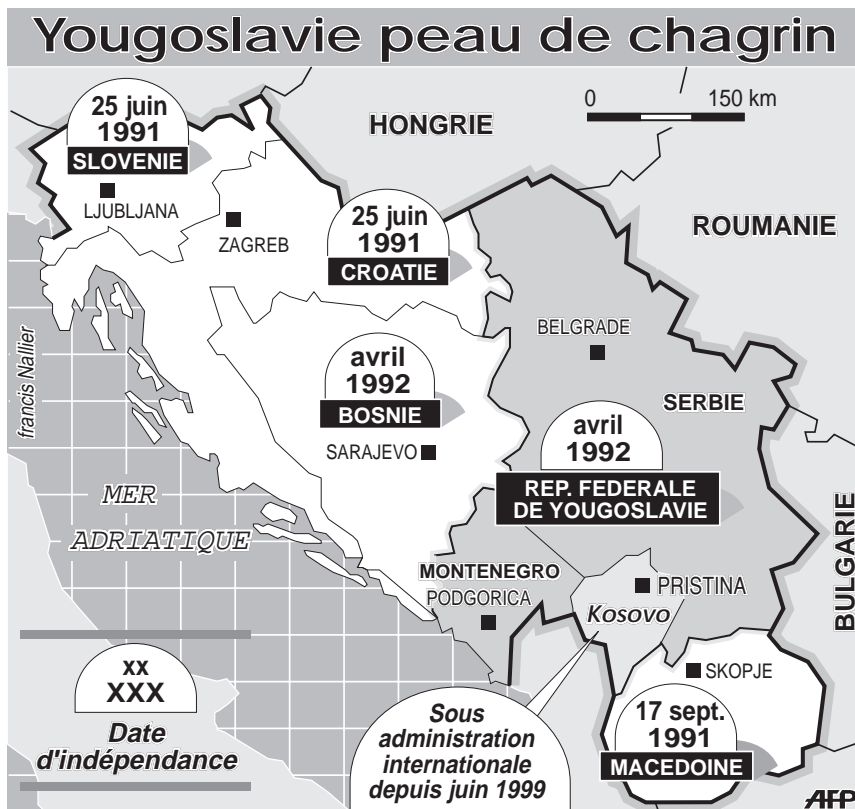 Yougoslavie peau de chagrin
25 juin
1991
SLOVENIE
LJUBLJANA
ZAGREB
HONGRIE
0 150 km
ROUMANIE
25 juin
1991
CROATIE
francis Nallier
BELGRADE
avril
1992
BOSNIE
SARAJEVO
SERBIE
avril
1992
REP. FEDERALE
DE YOUGOSLAVIE
MER
ADRIATIQUE
BULGARIE
MONTENEGRO
PODGORICA
PRISTINA
Kosovo
SKOPJE
xx
XXX
Date
d'indépendance
Sous
administration
internationale
depuis juin 1999
17 sept.
1991
MACEDOINE
AFP